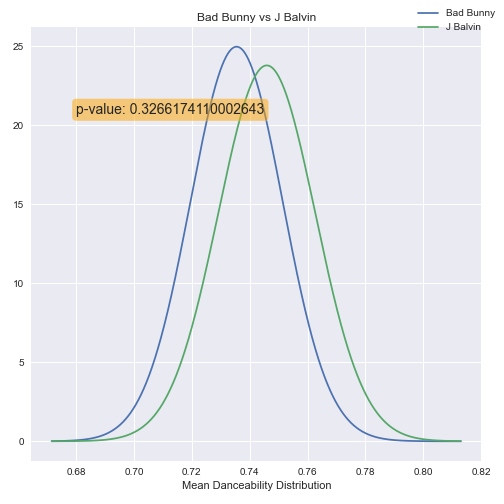 Bad Bunny vs J Balvin
Bad Bunny
J Balvin
25
20
15
10
5
0
p-value: 0.3266174110002643
0.68 0.70 0.72 0.74 0.76 0.78 0.80 0.82
Mean Danceability Distribution